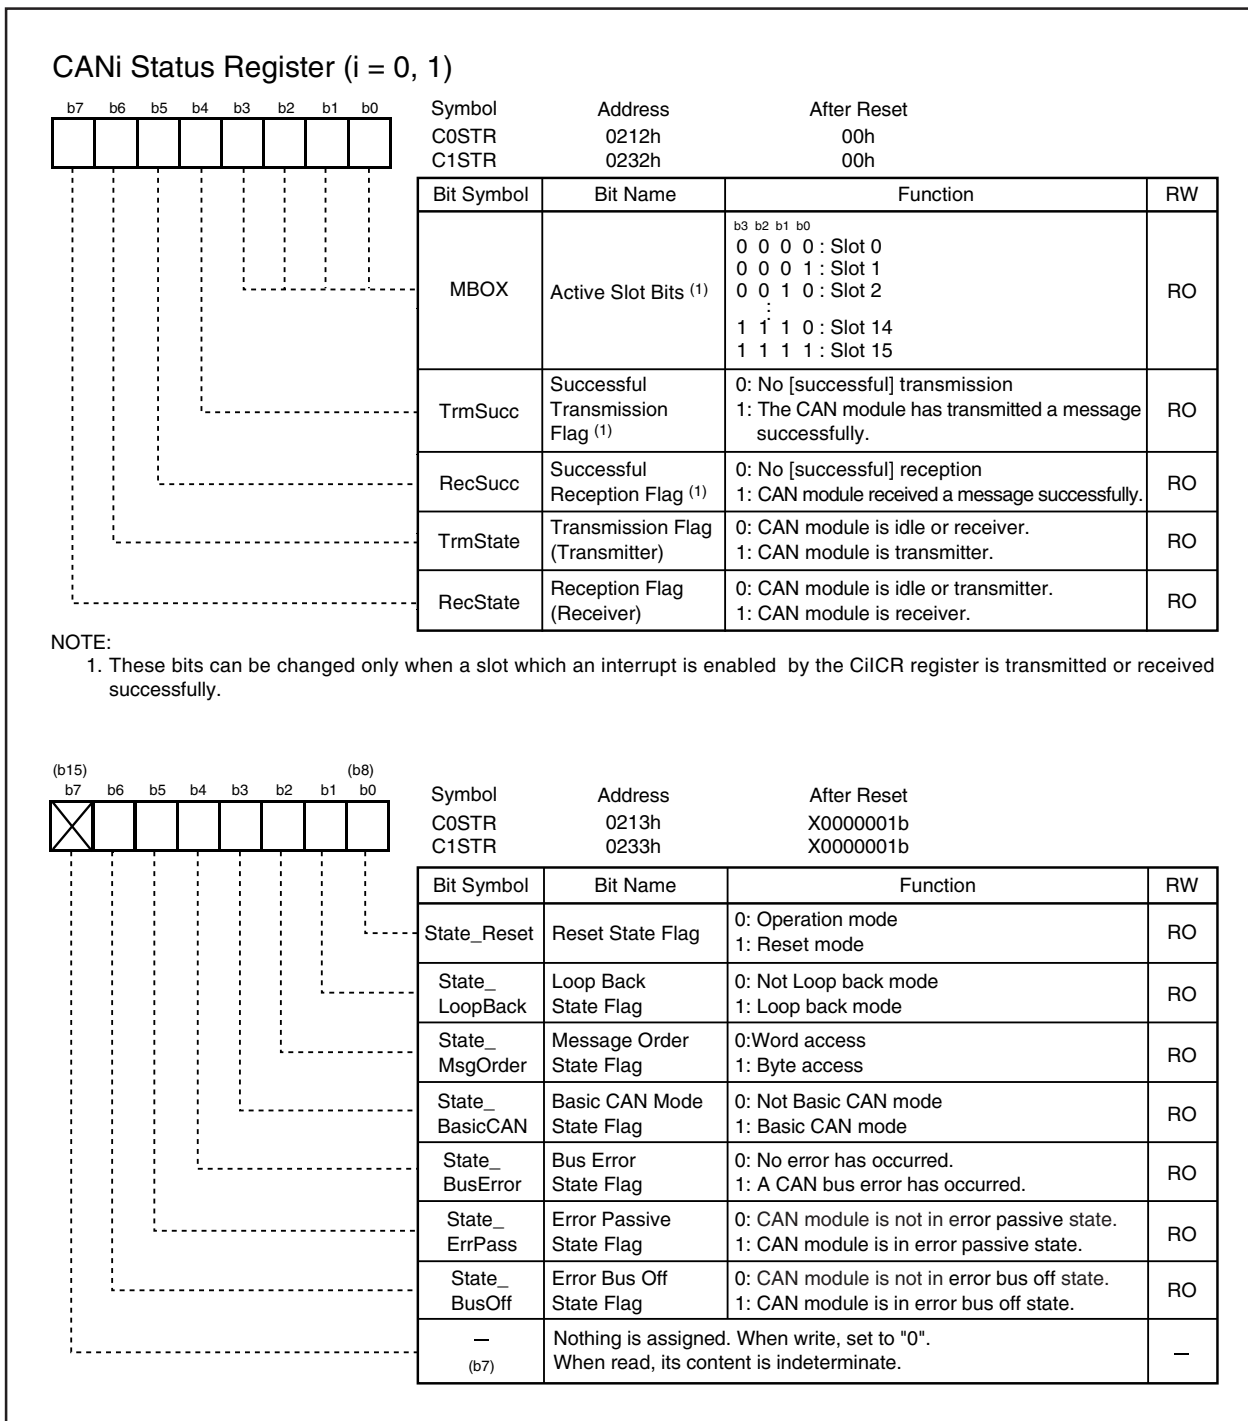 CANi Status Register (i = 0, 1)
b7 b6 b5 b4 b3 b2 b1 b0
Symbol Address After Reset
C0STR 0212h 00h
C1STR 0232h 00h
Bit Symbol Bit Name Function RW
MBOX Active Slot Bits (1) RO
b3 b2 b1 b0
0 0 0 0 : Slot 0
0 0 0 1 : Slot 1
0 0 1 0 : Slot 2
:
1 1 1 0 : Slot 14
1 1 1 1 : Slot 15
TrmSucc
Successful
Transmission
Flag (1)
0: No [successful] transmission
1: The CAN module has transmitted a message
successfully.
RO
RecSucc
Successful
Reception Flag (1)
0: No [successful] reception
1: CAN module received a message successfully.
RO
TrmState
Transmission Flag
(Transmitter)
0: CAN module is idle or receiver.
1: CAN module is transmitter.
RO
RecState
Reception Flag
(Receiver)
0: CAN module is idle or transmitter.
1: CAN module is receiver.
RO
NOTE:
1. These bits can be changed only when a slot which an interrupt is enabled by the CiICR register is transmitted or received
successfully.
(b15) (b8)
b7 b6 b5 b4 b3 b2 b1 b0
Symbol Address After Reset
C0STR 0213h X0000001b
C1STR 0233h X0000001b
Bit Symbol Bit Name Function RW
State_Reset
Reset State Flag
0: Operation mode
1: Reset mode
RO
State_
LoopBack
Loop Back
State Flag
0: Not Loop back mode
1: Loop back mode
RO
State_
MsgOrder
Message Order
State Flag
0:Word access
1: Byte access
RO
State_
BasicCAN
Basic CAN Mode
State Flag
0: Not Basic CAN mode
1: Basic CAN mode
RO
State_
BusError
Bus Error
State Flag
0: No error has occurred.
1: A CAN bus error has occurred.
RO
State_
ErrPass
Error Passive
State Flag
0: CAN module is not in error passive state.
1: CAN module is in error passive state.
RO
State_
BusOff
Error Bus Off
State Flag
0: CAN module is not in error bus off state.
1: CAN module is in error bus off state.
RO
–
(b7)
Nothing is assigned. When write, set to "0".
When read, its content is indeterminate.
–